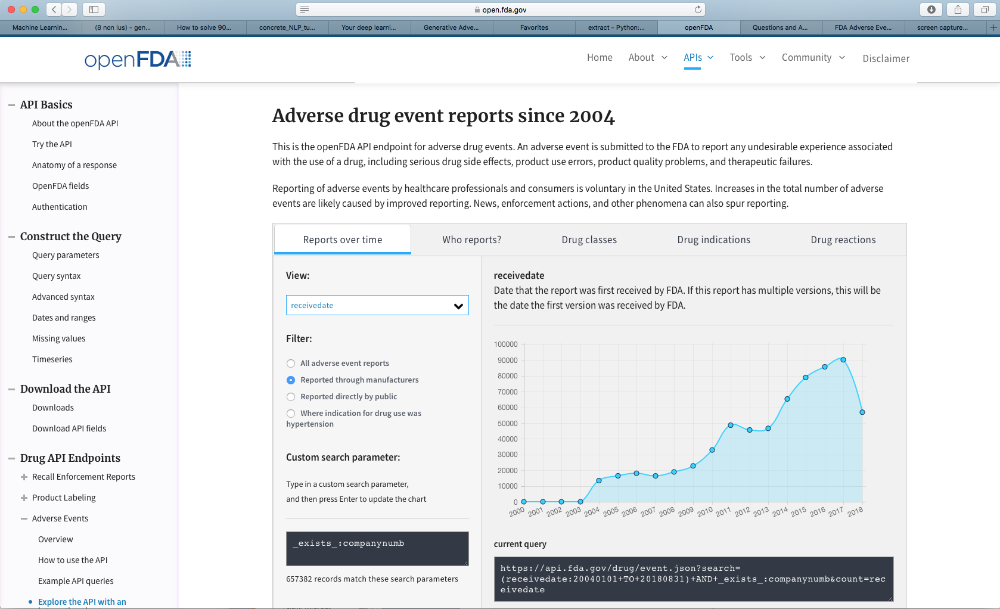 open.fda.gov
Machine Learnin...
(8 non lus) - gen...
How to solve 90...
concrete_NLP_tu...
Your deep learni...
Generative Adve...
Favorites
extract - Python:...
openFDA
Questions and A...
FDA Adverse Eve...
screen capture...
openFDA
Home
About
APIs
Tools
Community
Disclaimer
API Basics
About the openFDA API
Try the API
Anatomy of a response
OpenFDA fields
Authentication
Construct the Query
Query parameters
Query syntax
Advanced syntax
Dates and ranges
Missing values
Timeseries
Download the API
Downloads
Download API fields
Drug API Endpoints
Recall Enforcement Reports
Product Labeling
Adverse Events
Overview
How to use the API
Example API queries
Explore the API with an
Adverse drug event reports since 2004
This is the openFDA API endpoint for adverse drug events. An adverse event is submitted to the FDA to report any undesirable experience associated
with the use of a drug, including serious drug side effects, product use errors, product quality problems, and therapeutic failures.
Reporting of adverse events by healthcare professionals and consumers is voluntary in the United States. Increases in the total number of adverse
events are likely caused by improved reporting. News, enforcement actions, and other phenomena can also spur reporting.
Reports over time
Who reports?
Drug classes
Drug indications
Drug reactions
View:
receivedate
Filter:
All adverse event reports
Reported through manufacturers
Reported directly by public
Where indication for drug use was
hypertension
Custom search parameter:
Type in a custom search parameter,
and then press Enter to update the chart
_exists_:companynumb
657382 records match these search parameters
receivedate
Date that the report was first received by FDA. If this report has multiple versions, this will be
the date the first version was received by FDA.
100000
90000
80000
70000
60000
50000
40000
30000
20000
10000
0
2000
2001
2002
2003
2004
2005
2006
2007
2008
2009
2010
2011
2012
2013
2014
2015
2016
2017
2018
current query
https://api.fda.gov/drug/event.json?search=
(receivedate:20040101+TO+20180831)+AND+_exists_:companynumb&count=rec
eivedate